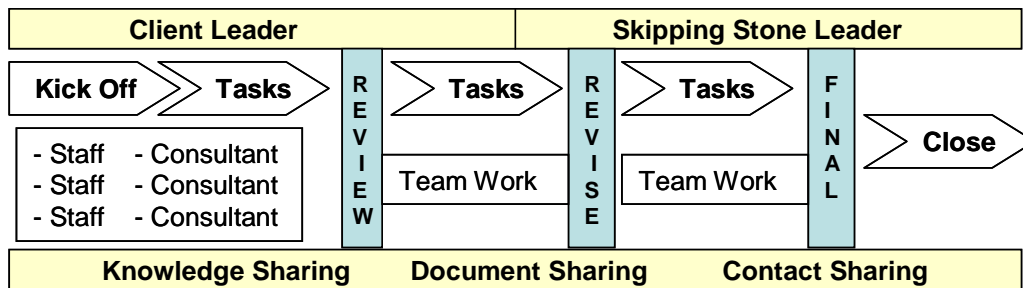 Client Leader Skipping Stone Leader
Kick Off Tasks REVIEW Tasks REVISE Tasks FINAL Close
- Staff - Consultant
- Staff - Consultant
- Staff - Consultant
Team Work Team Work
Knowledge Sharing Document Sharing Contact Sharing